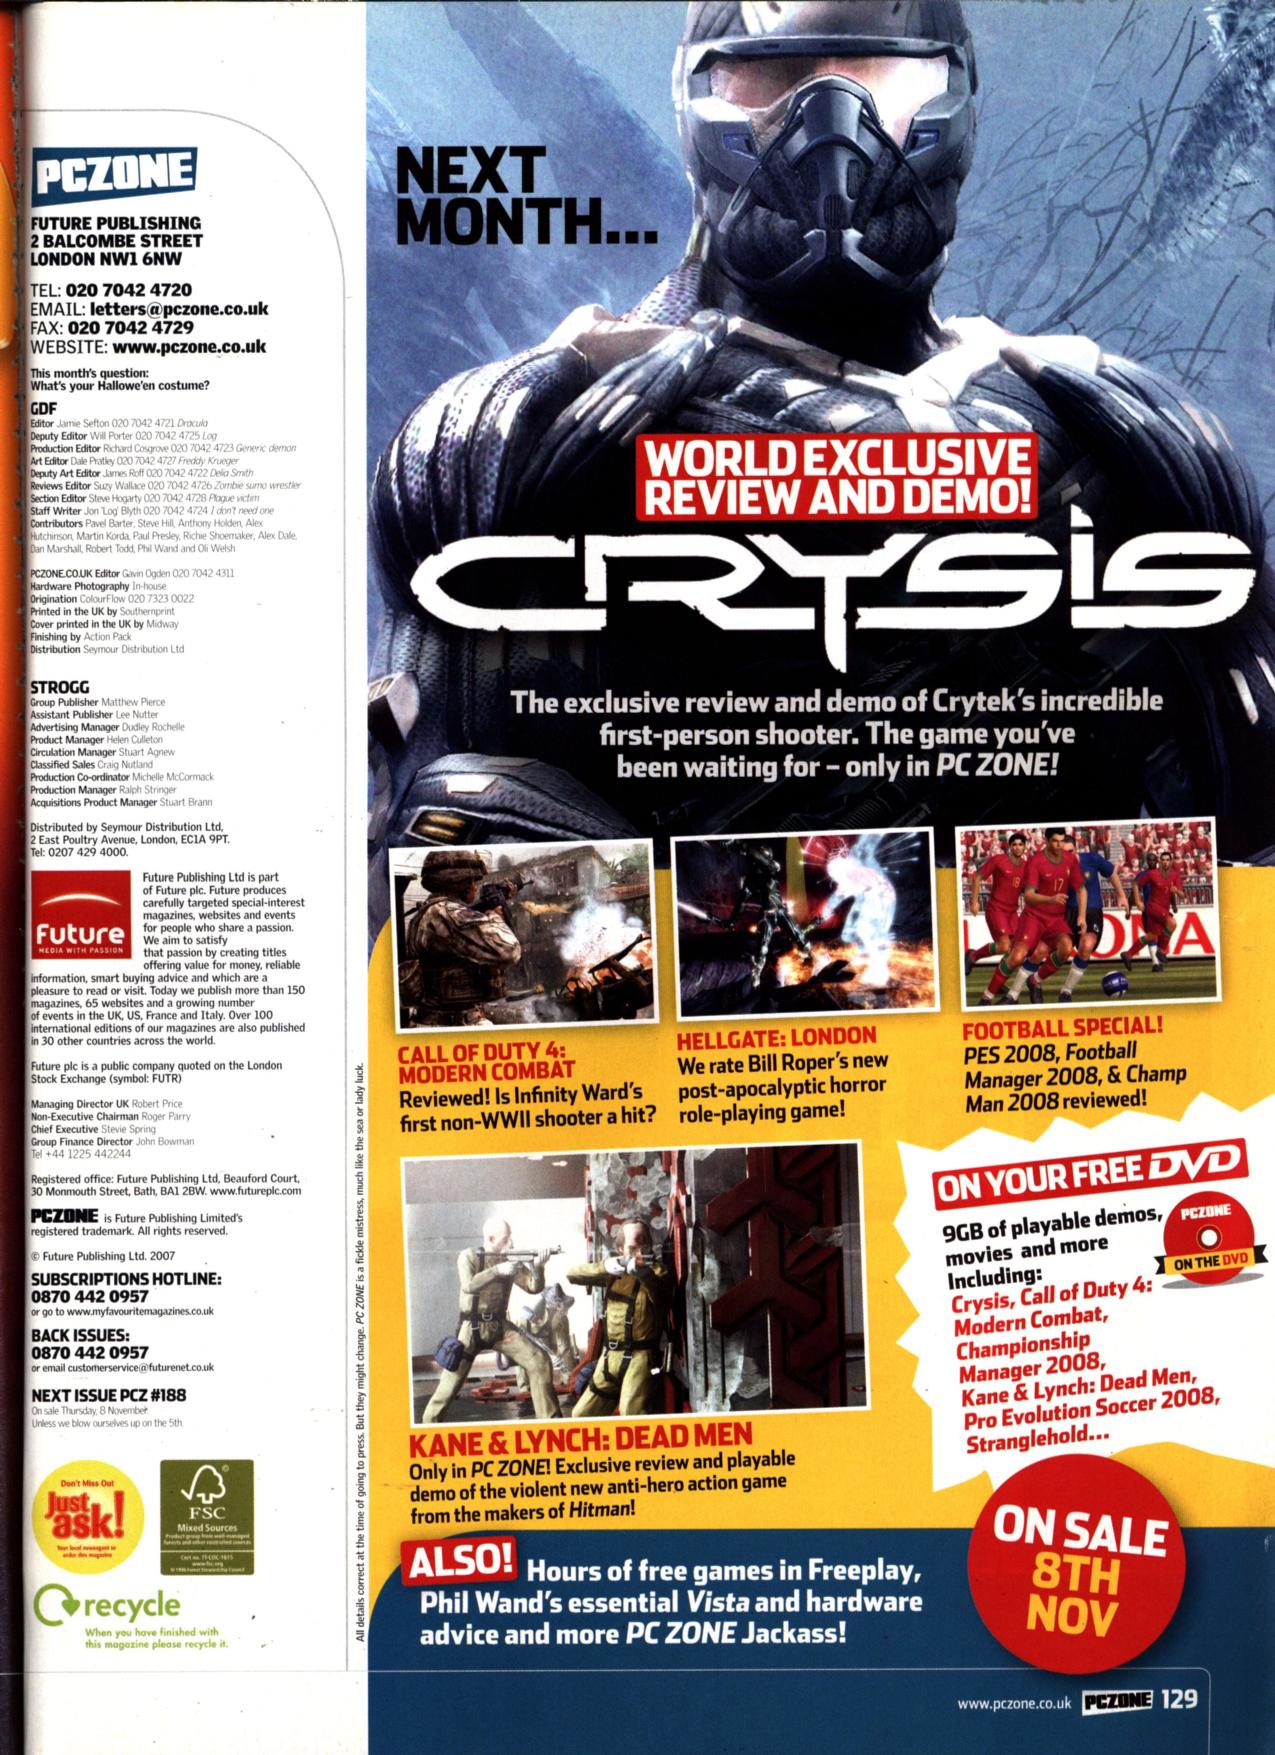 PCZONE
FUTURE PUBLISHING
2 BALCOMBE STREET
LONDON NW1 6NW
TEL: 020 7042 4720
EMAIL: letters@pczone.co.uk
FAX: 020 7042 4729
WEBSITE: www.pczone.co.uk
This month's question:
What's your Hallowe'en costume?
GDF
Editor Jamie Sefton 020 7042 4721 Dracula
Deputy Editor Will Porter 020 7042 4725 Log
Production Editor Richard Cosgrove 020 7042 4723 Generic demon
Art Editor Dale Pratley 020 7042 4727 Freddy Krueger
Deputy Art Editor James Roff 020 7042 4722 Delia Smith
Reviews Editor Suzy Wallace 020 7042 4726 Zombie sumo wrestler
Section Editor Steve Hogarty 020 7042 4728 Plague victim
Staff Writer Jon 'Log' Blyth 020 7042 4724 I don't need one
Contributors Pavel Barter, Steve Hill, Anthony Holden, Alex
Hutchinson, Martin Korda, Paul Presley, Richie Shoemaker, Alex Dale,
Dan Marshall, Robert Todd, Phil Wand and Oli Welsh
PCZONE.CO.UK Editor Gavin Ogden 020 7042 4311
Hardware Photography In-house
Origination ColourFlow 020 7323 0022
Printed in the UK by Southernprint
Cover printed in the UK by Midway
Finishing by Action Pack
Distribution Seymour Distribution Ltd
STROGG
Group Publisher Matthew Pierce
Assistant Publisher Lee Nutter
Advertising Manager Dudley Rochelle
Product Manager Helen Culleton
Circulation Manager Stuart Agnew
Classified Sales Craig Nutland
Production Co-ordinator Michelle McCormack
Production Manager Ralph Stringer
Acquisitions Product Manager Stuart Brann
Distributed by Seymour Distribution Ltd,
2 East Poultry Avenue, London, EC1A 9PT.
Tel: 0207 429 4000.
Future
MEDIA WITH PASSION
Future Publishing Ltd is part
of Future plc. Future produces
carefully targeted special-interest
magazines, websites and events
for people who share a passion.
We aim to satisfy
that passion by creating titles
offering value for money, reliable
information, smart buying advice and which are a
pleasure to read or visit. Today we publish more than 150
magazines, 65 websites and a growing number
of events in the UK, US, France and Italy. Over 100
international editions of our magazines are also published
in 30 other countries across the world.
Future plc is a public company quoted on the London
Stock Exchange (symbol: FUTR)
Managing Director UK Robert Price
Non-Executive Chairman Roger Parry
Chief Executive Stevie Spring
Group Finance Director John Bowman
Tel +44 1225 442244
Registered office: Future Publishing Ltd, Beauford Court,
30 Monmouth Street, Bath, BA1 2BW. www.futureplc.com
PCZONE is Future Publishing Limited's
registered trademark. All rights reserved.
© Future Publishing Ltd. 2007
SUBSCRIPTIONS HOTLINE:
0870 442 0957
or go to www.myfavouritemagazines.co.uk
BACK ISSUES:
0870 442 0957
or email customerservice@futurenet.co.uk
NEXT ISSUE PCZ #188
On sale Thursday, 8 November.
Unless we blow ourselves up on the 5th.
Don't Miss Out
Just
ask!
Your local newsagent to
order this magazine
FSC
Mixed Sources
Product group from well-managed
forests and other controlled sources
www.fsc.org
© 1996 Forest Stewardship Council
recycle
When you have finished with
this magazine please recycle it.
All details correct at the time of going to press. But they might change. PC ZONE is a fickle mistress, much like the sea or lady luck.
NEXT
MONTH...
WORLD EXCLUSIVE
REVIEW AND DEMO!
CRYSIS
The exclusive review and demo of Crytek's incredible
first-person shooter. The game you've
been waiting for – only in PC ZONE!
18
17
CALL OF DUTY 4:
MODERN COMBAT
Reviewed! Is Infinity Ward's
first non-WWII shooter a hit?
HELLGATE: LONDON
We rate Bill Roper's new
post-apocalyptic horror
role-playing game!
FOOTBALL SPECIAL!
PES 2008, Football
Manager 2008, & Champ
Man 2008 reviewed!
KANE & LYNCH: DEAD MEN
Only in PC ZONE! Exclusive review and playable
demo of the violent new anti-hero action game
from the makers of Hitman!
ON YOUR FREE DVD
9GB of playable demos,
movies and more
Including:
Crysis, Call of Duty 4:
Modern Combat,
Championship
Manager 2008,
Kane & Lynch: Dead Men,
Pro Evolution Soccer 2008,
Stranglehold...
PCZONE
ON THE DVD
ALSO! Hours of free games in Freeplay,
Phil Wand's essential Vista and hardware
advice and more PC ZONE Jackass!
ON SALE
8TH
NOV
www.pczone.co.uk PCZONE 129